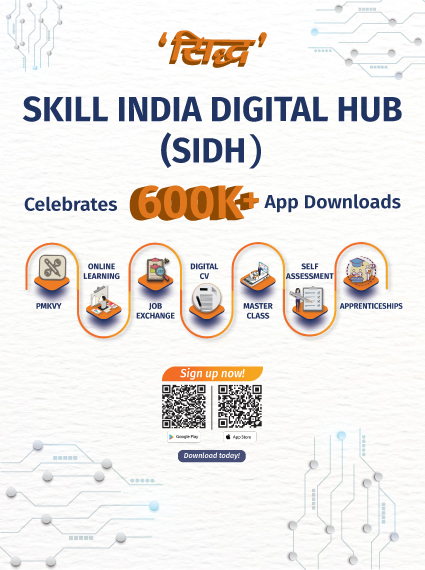 'सिद्ध'
SKILL INDIA DIGITAL HUB
(SIDH)
Celebrates 600K+ App Downloads
PMKVY
ONLINE
LEARNING
JOB
EXCHANGE
DIGITAL
CV
MASTER
CLASS
SELF
ASSESSMENT
APPRENTICESHIPS
Sign up now!
Google Play
App Store
Download today!